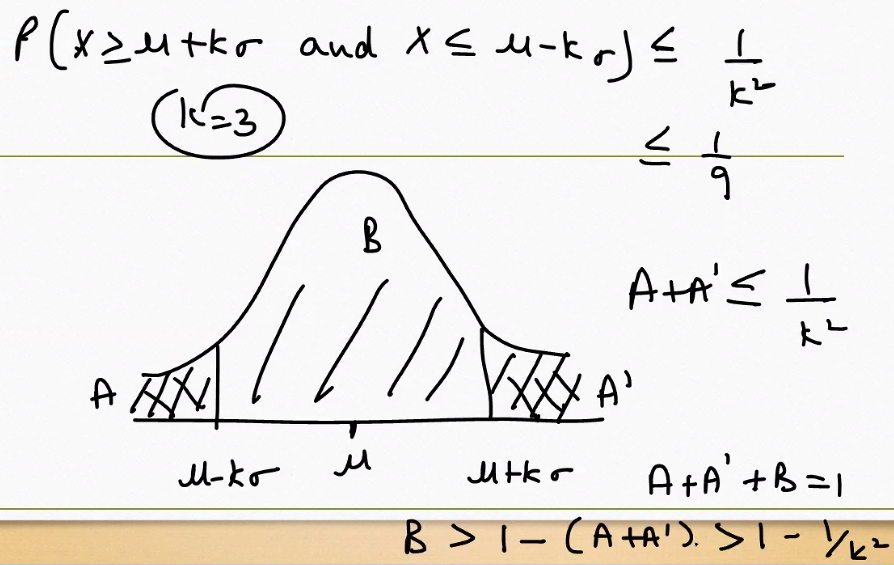 P(X ≥ μ+kσ and X ≤ μ-kσ) ≤ 1/k²
k=3
≤ 1/9
B
A+A' ≤ 1/k²
A
A'
μ-kσ μ μ+kσ
A+A'+B=1
B > 1-(A+A'). > 1-1/k²